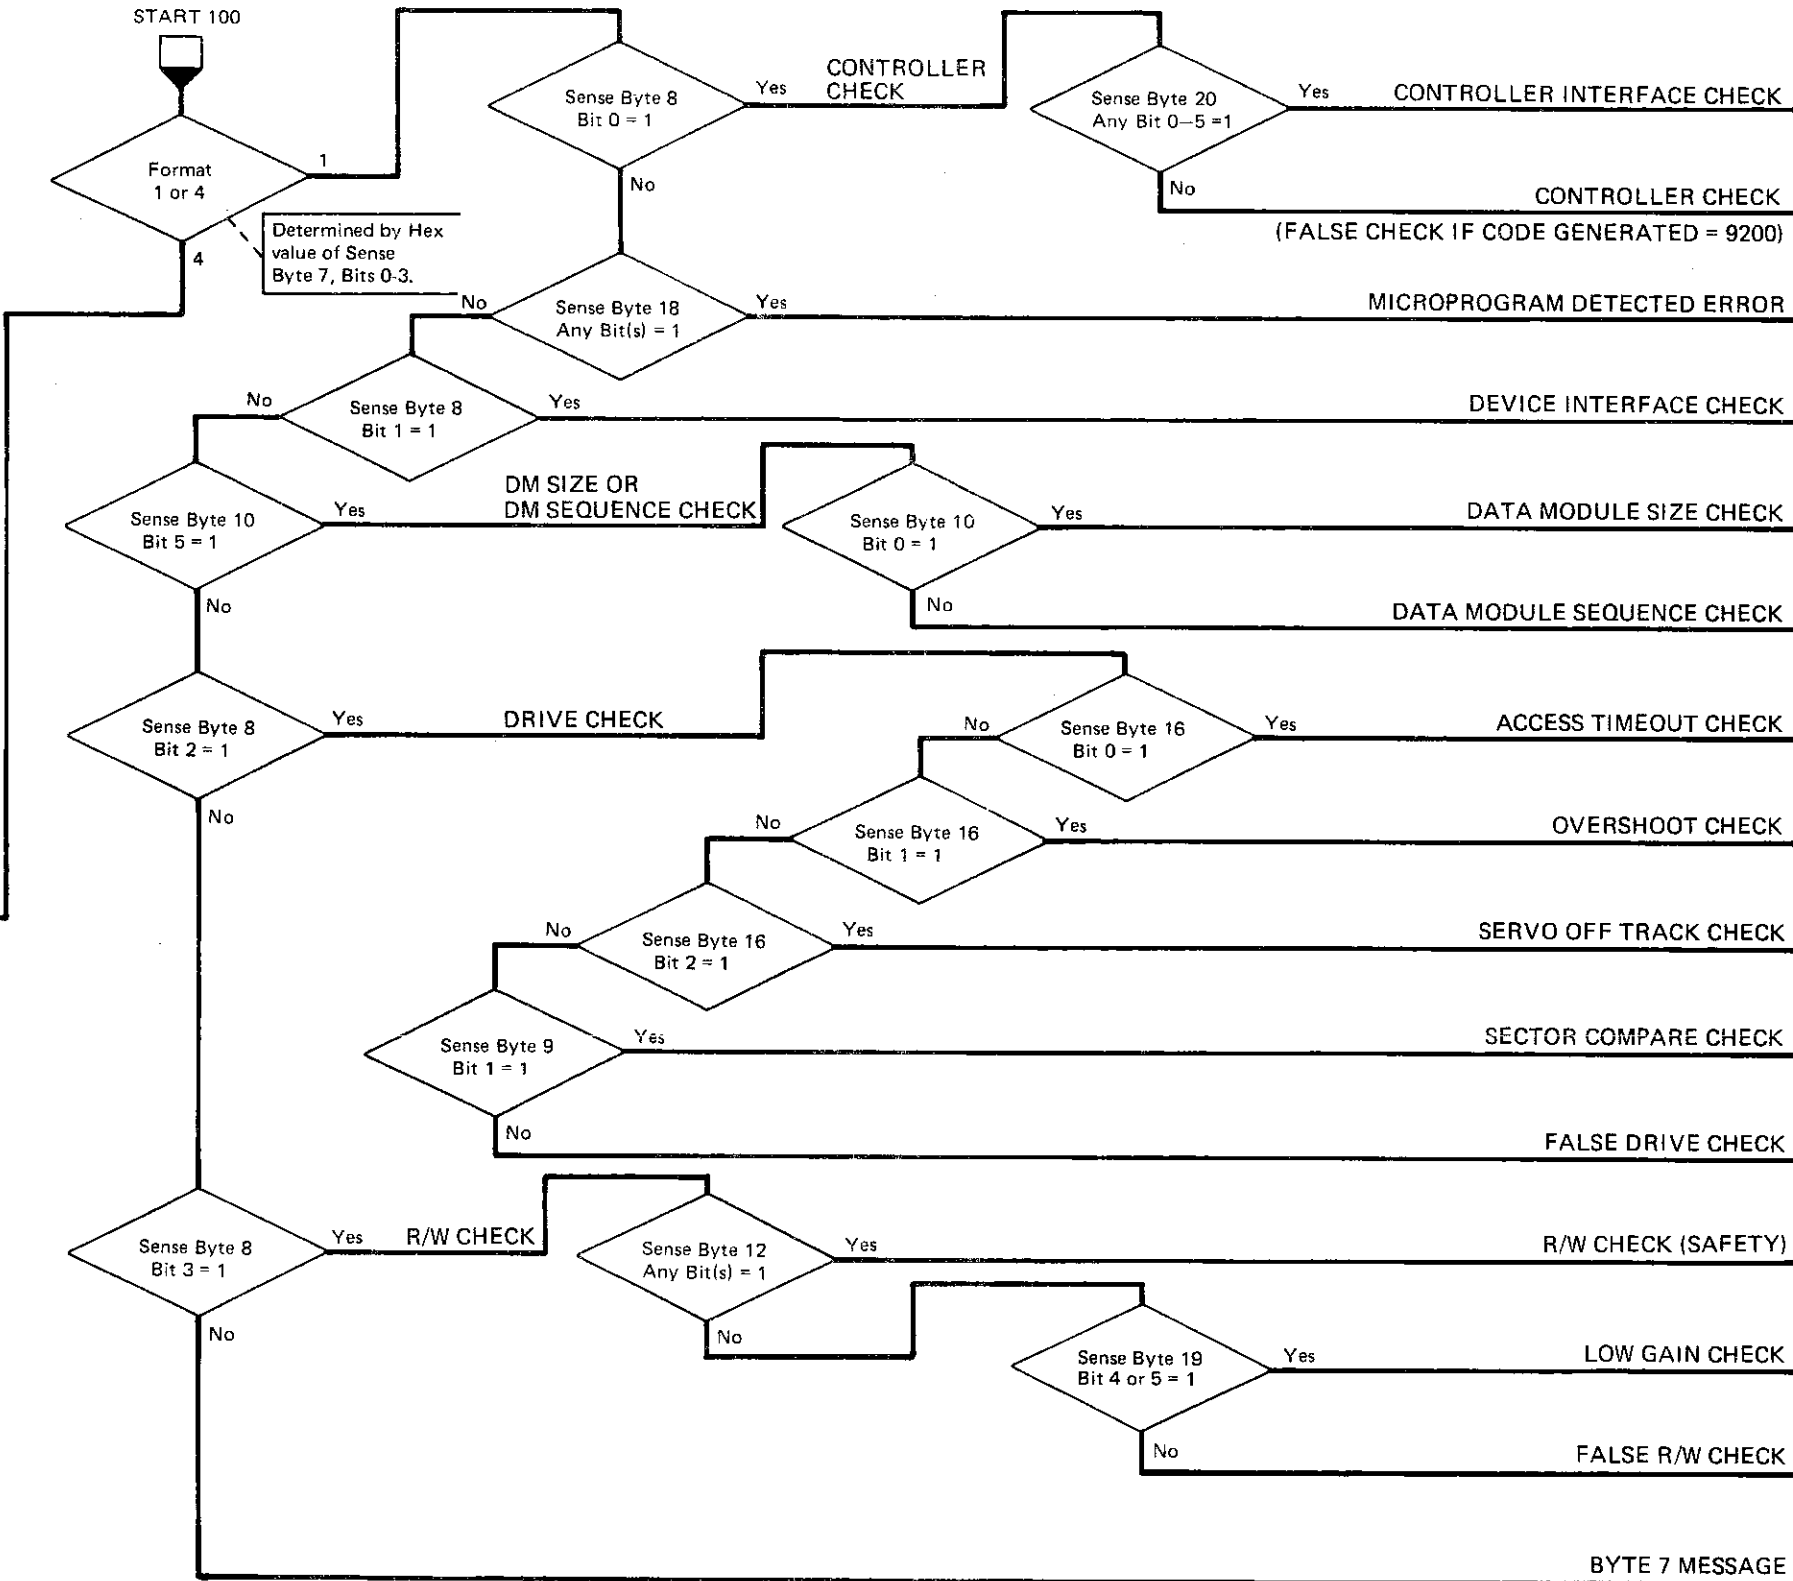 START 100
Format
1 or 4
1
4
Determined by Hex
value of Sense
Byte 7, Bits 0-3.
Sense Byte 8
Bit 0 = 1
Yes
No
CONTROLLER
CHECK
Sense Byte 20
Any Bit 0–5 =1
Yes
CONTROLLER INTERFACE CHECK
No
CONTROLLER CHECK
(FALSE CHECK IF CODE GENERATED = 9200)
No
Sense Byte 18
Any Bit(s) = 1
Yes
MICROPROGRAM DETECTED ERROR
No
Sense Byte 8
Bit 1 = 1
Yes
DEVICE INTERFACE CHECK
Sense Byte 10
Bit 5 = 1
Yes
No
DM SIZE OR
DM SEQUENCE CHECK
Sense Byte 10
Bit 0 = 1
Yes
DATA MODULE SIZE CHECK
No
DATA MODULE SEQUENCE CHECK
Sense Byte 8
Bit 2 = 1
Yes
No
DRIVE CHECK
No
Sense Byte 16
Bit 0 = 1
Yes
ACCESS TIMEOUT CHECK
No
Sense Byte 16
Bit 1 = 1
Yes
OVERSHOOT CHECK
No
Sense Byte 16
Bit 2 = 1
Yes
SERVO OFF TRACK CHECK
Sense Byte 9
Bit 1 = 1
Yes
SECTOR COMPARE CHECK
No
FALSE DRIVE CHECK
Sense Byte 8
Bit 3 = 1
Yes
No
R/W CHECK
Sense Byte 12
Any Bit(s) = 1
Yes
R/W CHECK (SAFETY)
No
Sense Byte 19
Bit 4 or 5 = 1
Yes
LOW GAIN CHECK
No
FALSE R/W CHECK
BYTE 7 MESSAGE